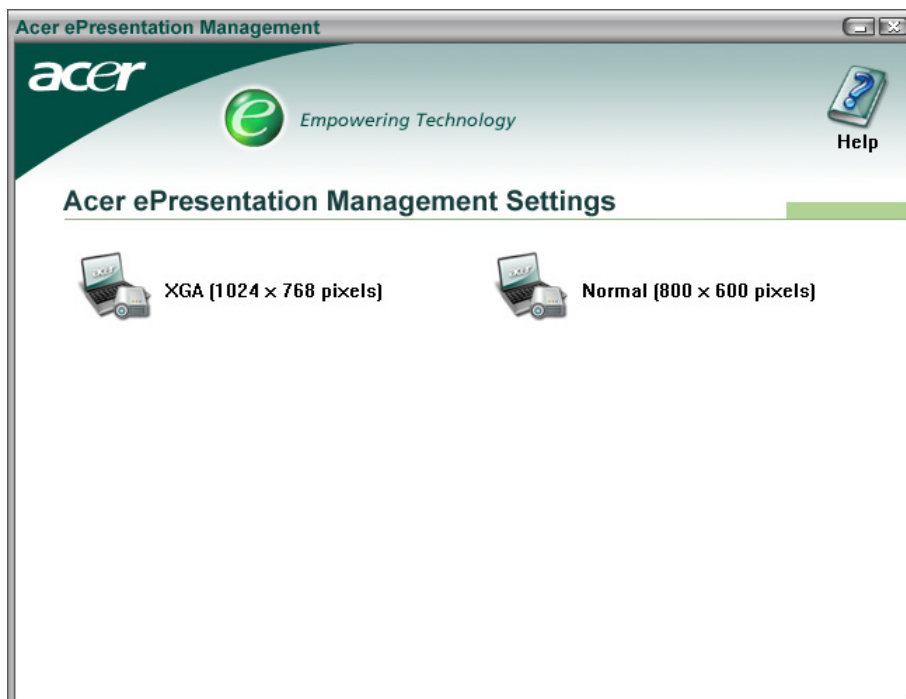 Acer ePresentation Management
acer
e Empowering Technology
Help
Acer ePresentation Management Settings
XGA (1024 x 768 pixels)
Normal (800 x 600 pixels)